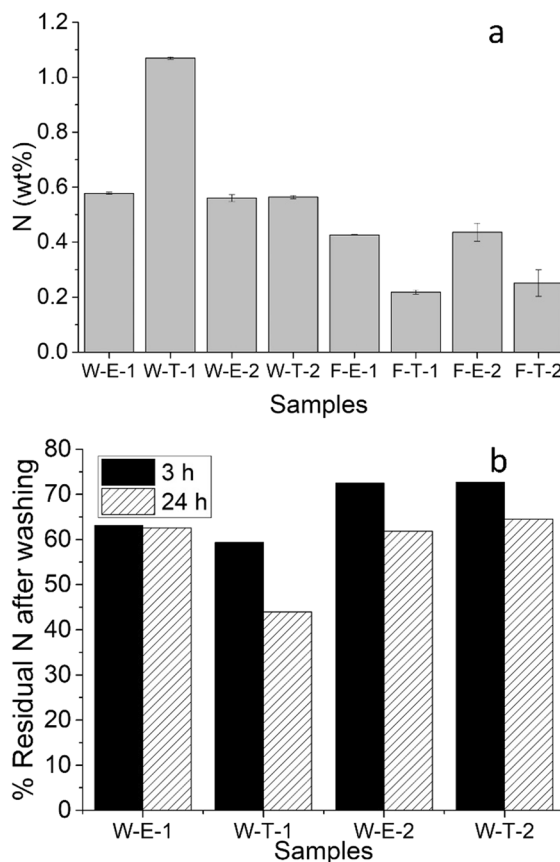 a
N (wt%)
1.2
1.0
0.8
0.6
0.4
0.2
0.0
W-E-1 W-T-1 W-E-2 W-T-2 F-E-1 F-T-1 F-E-2 F-T-2
Samples
b
% Residual N after washing
3 h
24 h
80
70
60
50
40
30
20
10
0
W-E-1 W-T-1 W-E-2 W-T-2
Samples